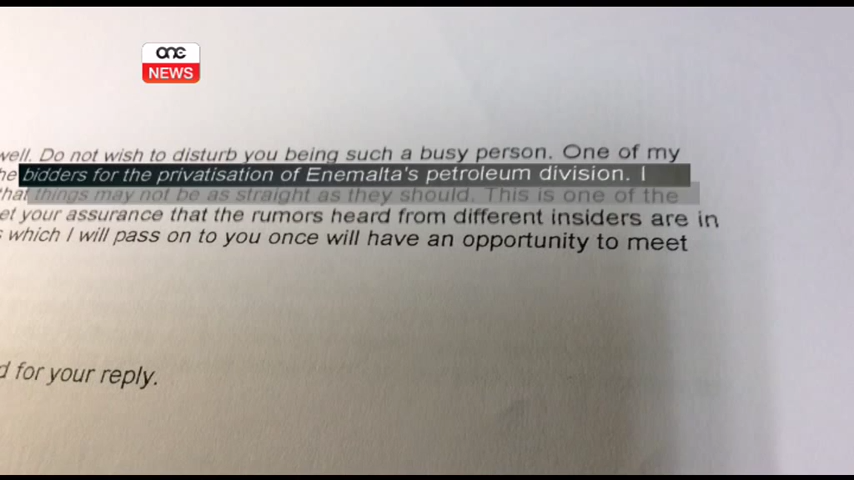 one
NEWS
well. Do not wish to disturb you being such a busy person. One of my
he bidders for the privatisation of Enemalta's petroleum division. I
that things may not be as straight as they should. This is one of the
et your assurance that the rumors heard from different insiders are in
s which I will pass on to you once will have an opportunity to meet
d for your reply.